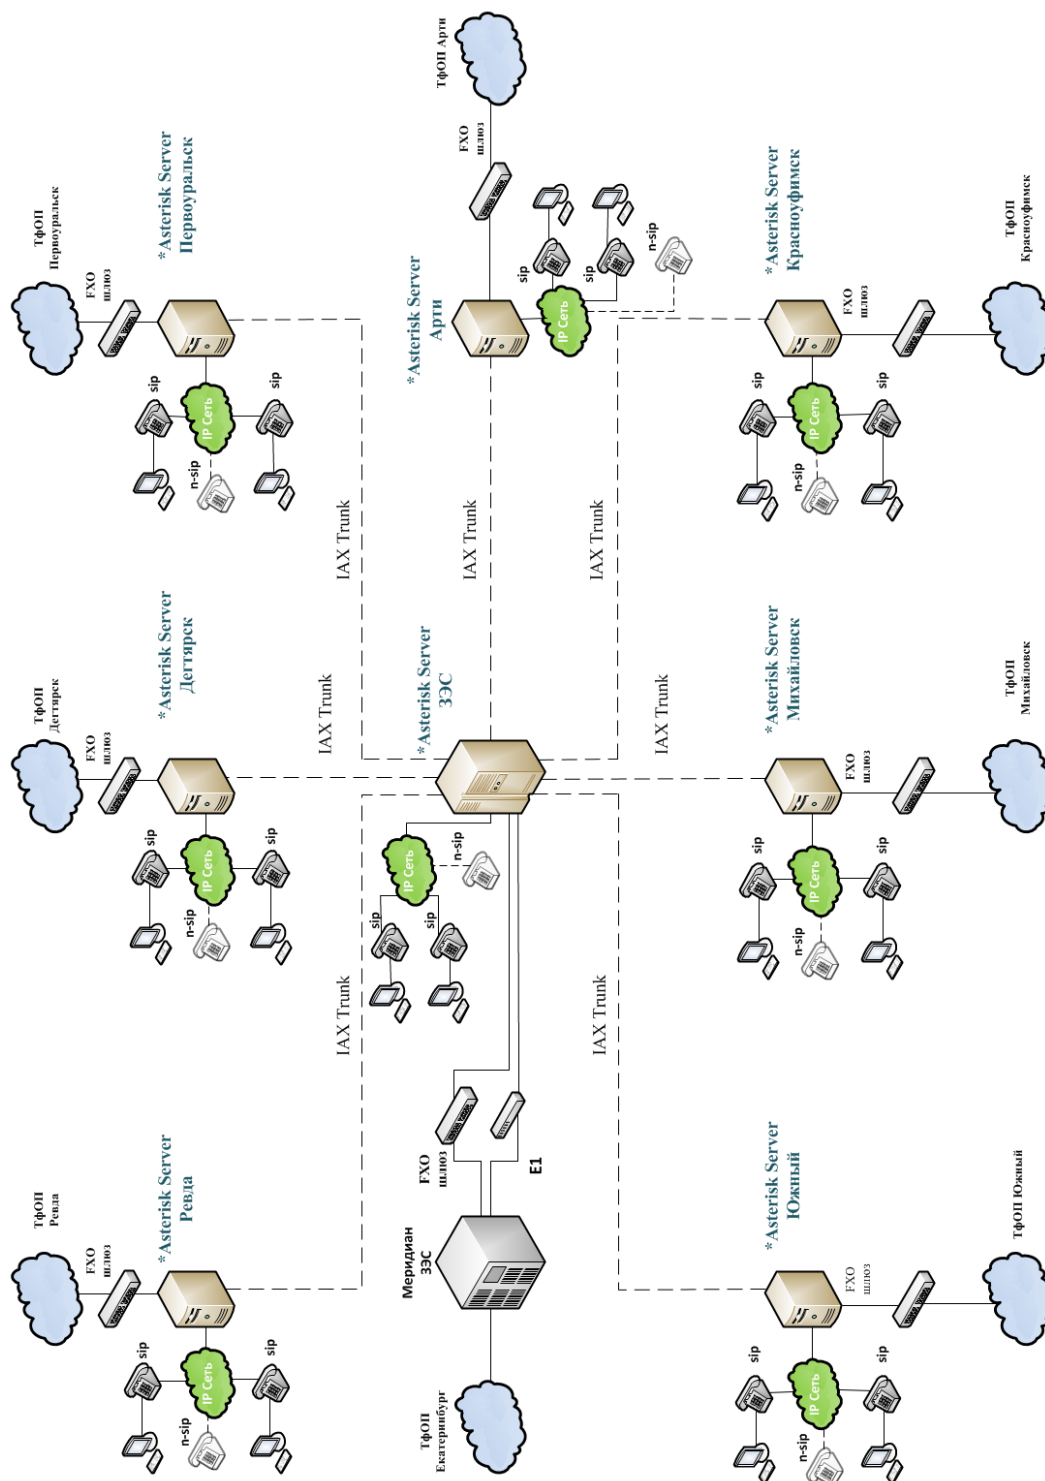 ТфОП
Ревда
FXO
шлюз
*Asterisk Server
Ревда
sip
IP Сеть
n-sip
sip
ТфОП
Дегтярск
FXO
шлюз
*Asterisk Server
Дегтярск
sip
IP Сеть
n-sip
sip
ТфОП
Первоуральск
FXO
шлюз
*Asterisk Server
Первоуральск
sip
IP Сеть
n-sip
sip
IAX Trunk
IAX Trunk
IAX Trunk
ТфОП
Екатеринбург
Меридиан
ЗЭС
FXO
шлюз
E1
sip
sip
IP Сеть
n-sip
*Asterisk Server
ЗЭС
IAX Trunk
*Asterisk Server
Арти
FXO
шлюз
ТфОП Арти
sip
IP Сеть
sip
n-sip
IAX Trunk
IAX Trunk
IAX Trunk
*Asterisk Server
Южный
sip
IP Сеть
n-sip
sip
FXO
шлюз
ТфОП Южный
*Asterisk Server
Михайловск
sip
IP Сеть
n-sip
sip
FXO
шлюз
ТфОП
Михайловск
*Asterisk Server
Красноуфимск
sip
IP Сеть
n-sip
sip
FXO
шлюз
ТфОП
Красноуфимск